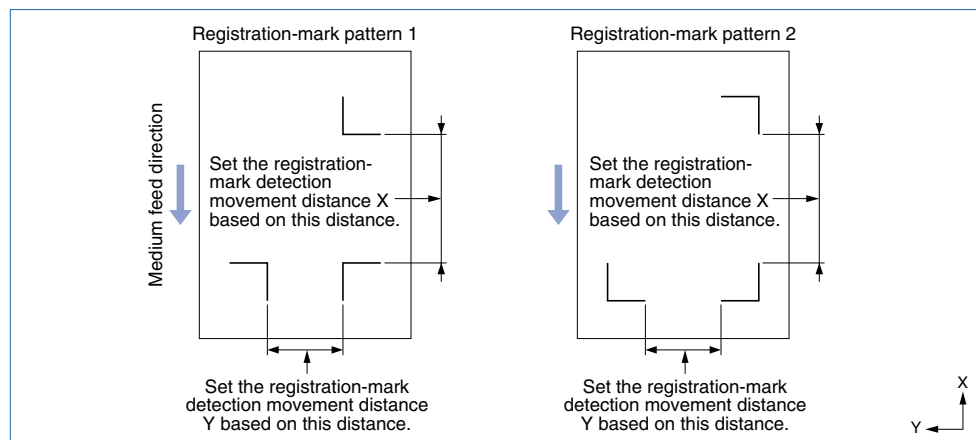 Registration-mark pattern 1
Medium feed direction
Set the registration-
mark detection
movement distance X
based on this distance.
Set the registration-mark
detection movement distance
Y based on this distance.
Registration-mark pattern 2
Set the registration-
mark detection
movement distance X
based on this distance.
Set the registration-mark
detection movement distance
Y based on this distance.
X
Y